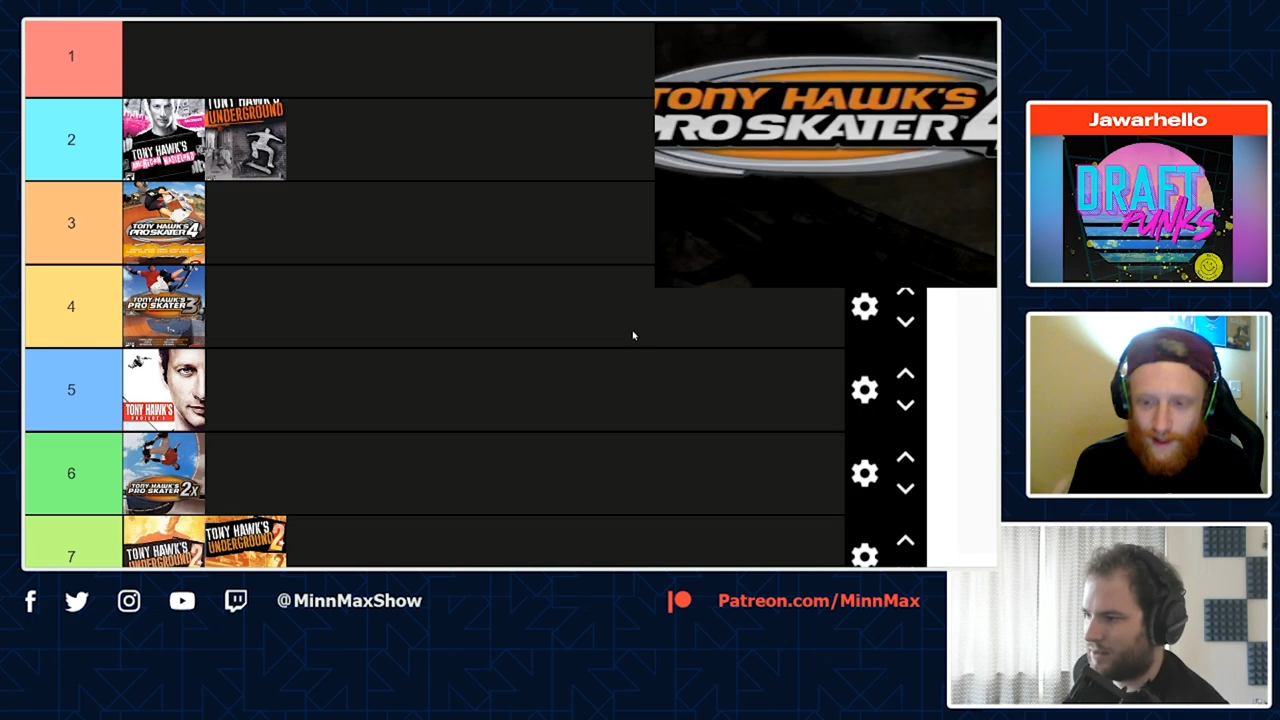 1
TONY HAWK'S
PRO SKATER 4
2
TONY HAWK'S
AMERICAN WASTELAND
TONY HAWK'S
UNDERGROUND
3
TONY HAWK'S
PRO SKATER 4
4
TONY HAWK'S
PRO SKATER 3
5
TONY HAWK'S
PROJECT 8
6
TONY HAWK'S
PRO SKATER 2x
7
TONY HAWK'S
UNDERGROUND 2
TONY HAWK'S
UNDERGROUND 2
Jawarhello
DRAFT
PUNKS
@MinnMaxShow
Patreon.com/MinnMax